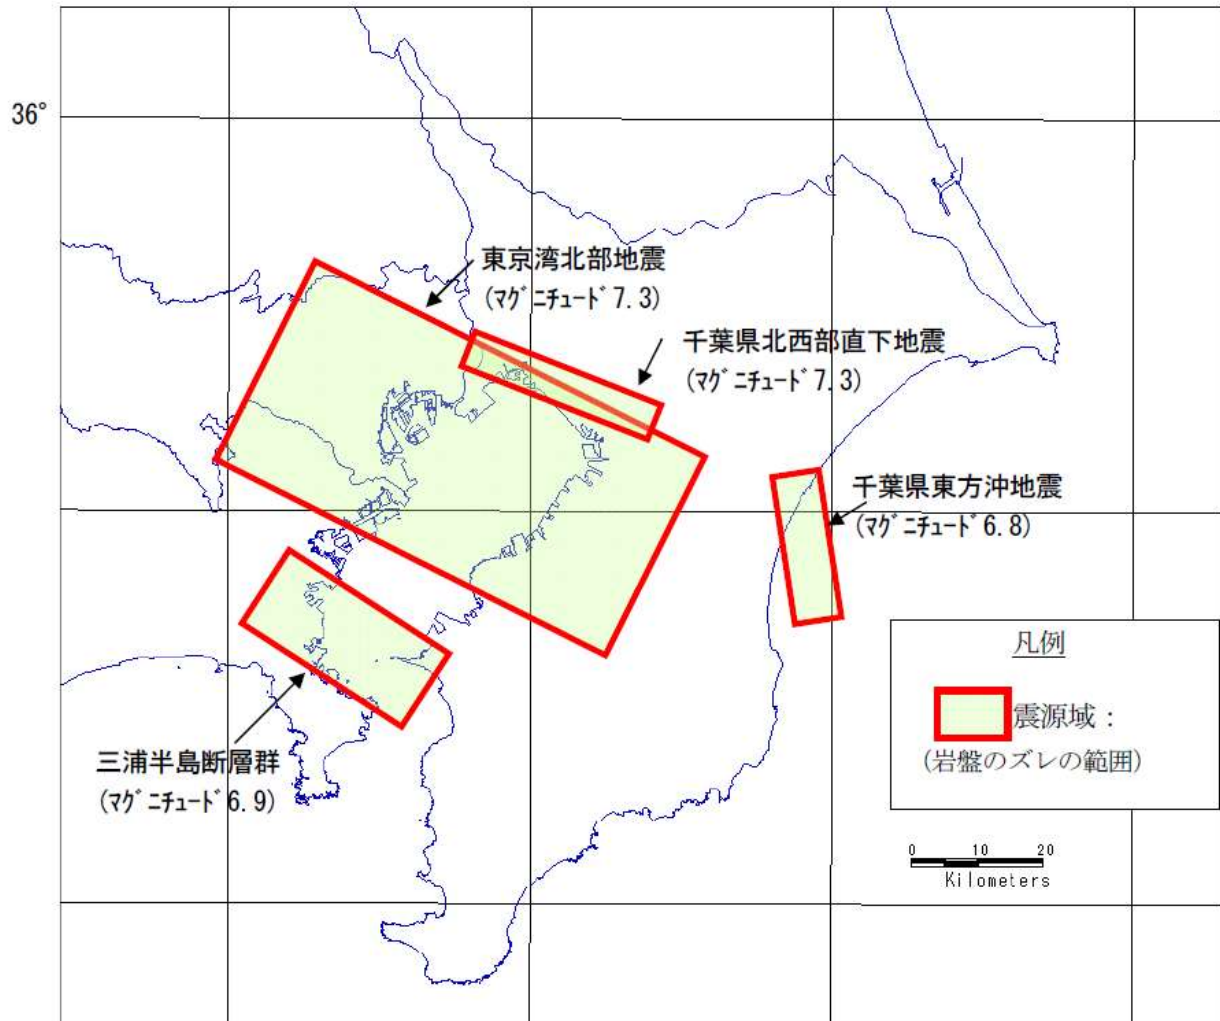 36°
東京湾北部地震
(ﾏｸﾞﾆﾁｭｰﾄﾞ7.3)
千葉県北西部直下地震
(ﾏｸﾞﾆﾁｭｰﾄﾞ7.3)
千葉県東方沖地震
(ﾏｸﾞﾆﾁｭｰﾄﾞ6.8)
三浦半島断層群
(ﾏｸﾞﾆﾁｭｰﾄﾞ6.9)
凡例
震源域：
(岩盤のズレの範囲)
0 10 20
Kilometers